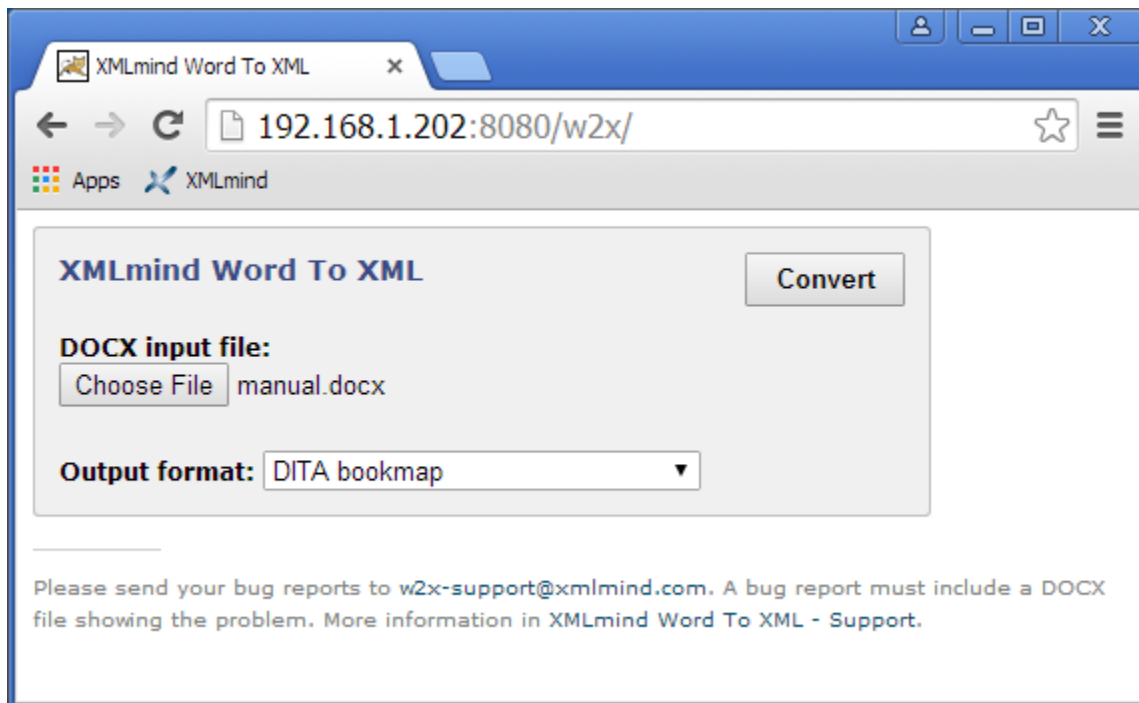 XMLmind Word To XML
192.168.1.202:8080/w2x/
Apps XMLmind
XMLmind Word To XML
Convert
DOCX input file:
Choose File manual.docx
Output format: DITA bookmap
Please send your bug reports to w2x-support@xmlmind.com. A bug report must include a DOCX
file showing the problem. More information in XMLmind Word To XML - Support.